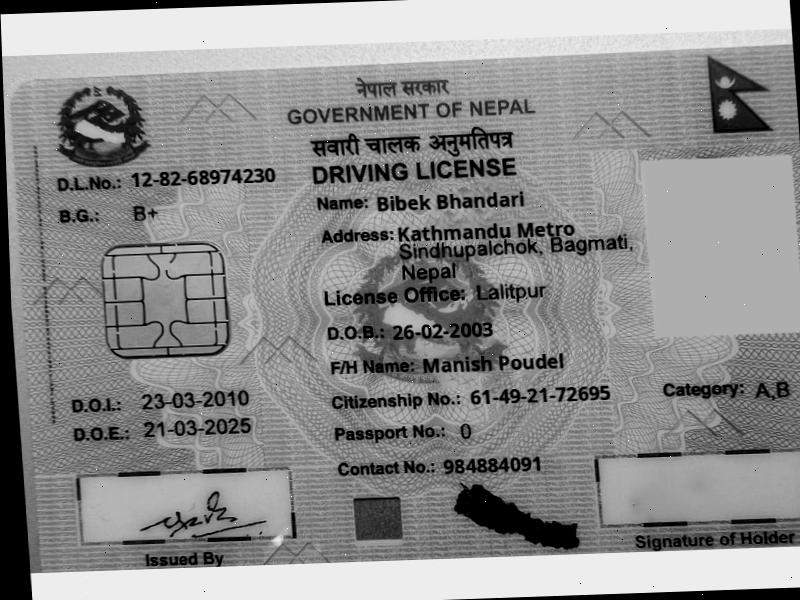 नेपाल सरकार
GOVERNMENT OF NEPAL
सवारी चालक अनुमतिपत्र
DRIVING LICENSE
D.L.No.: 12-82-68974230
B.G.: B+
Name: Bibek Bhandari
Address: Kathmandu Metro
Sindhupalchok, Bagmati,
Nepal
License Office: Lalitpur
D.O.B.: 26-02-2003
F/H Name: Manish Poudel
D.O.I.: 23-03-2010
Citizenship No.: 61-49-21-72695
Category: A,B
D.O.E.: 21-03-2025
Passport No.: 0
Contact No.: 984884091
Issued By
Signature of Holder